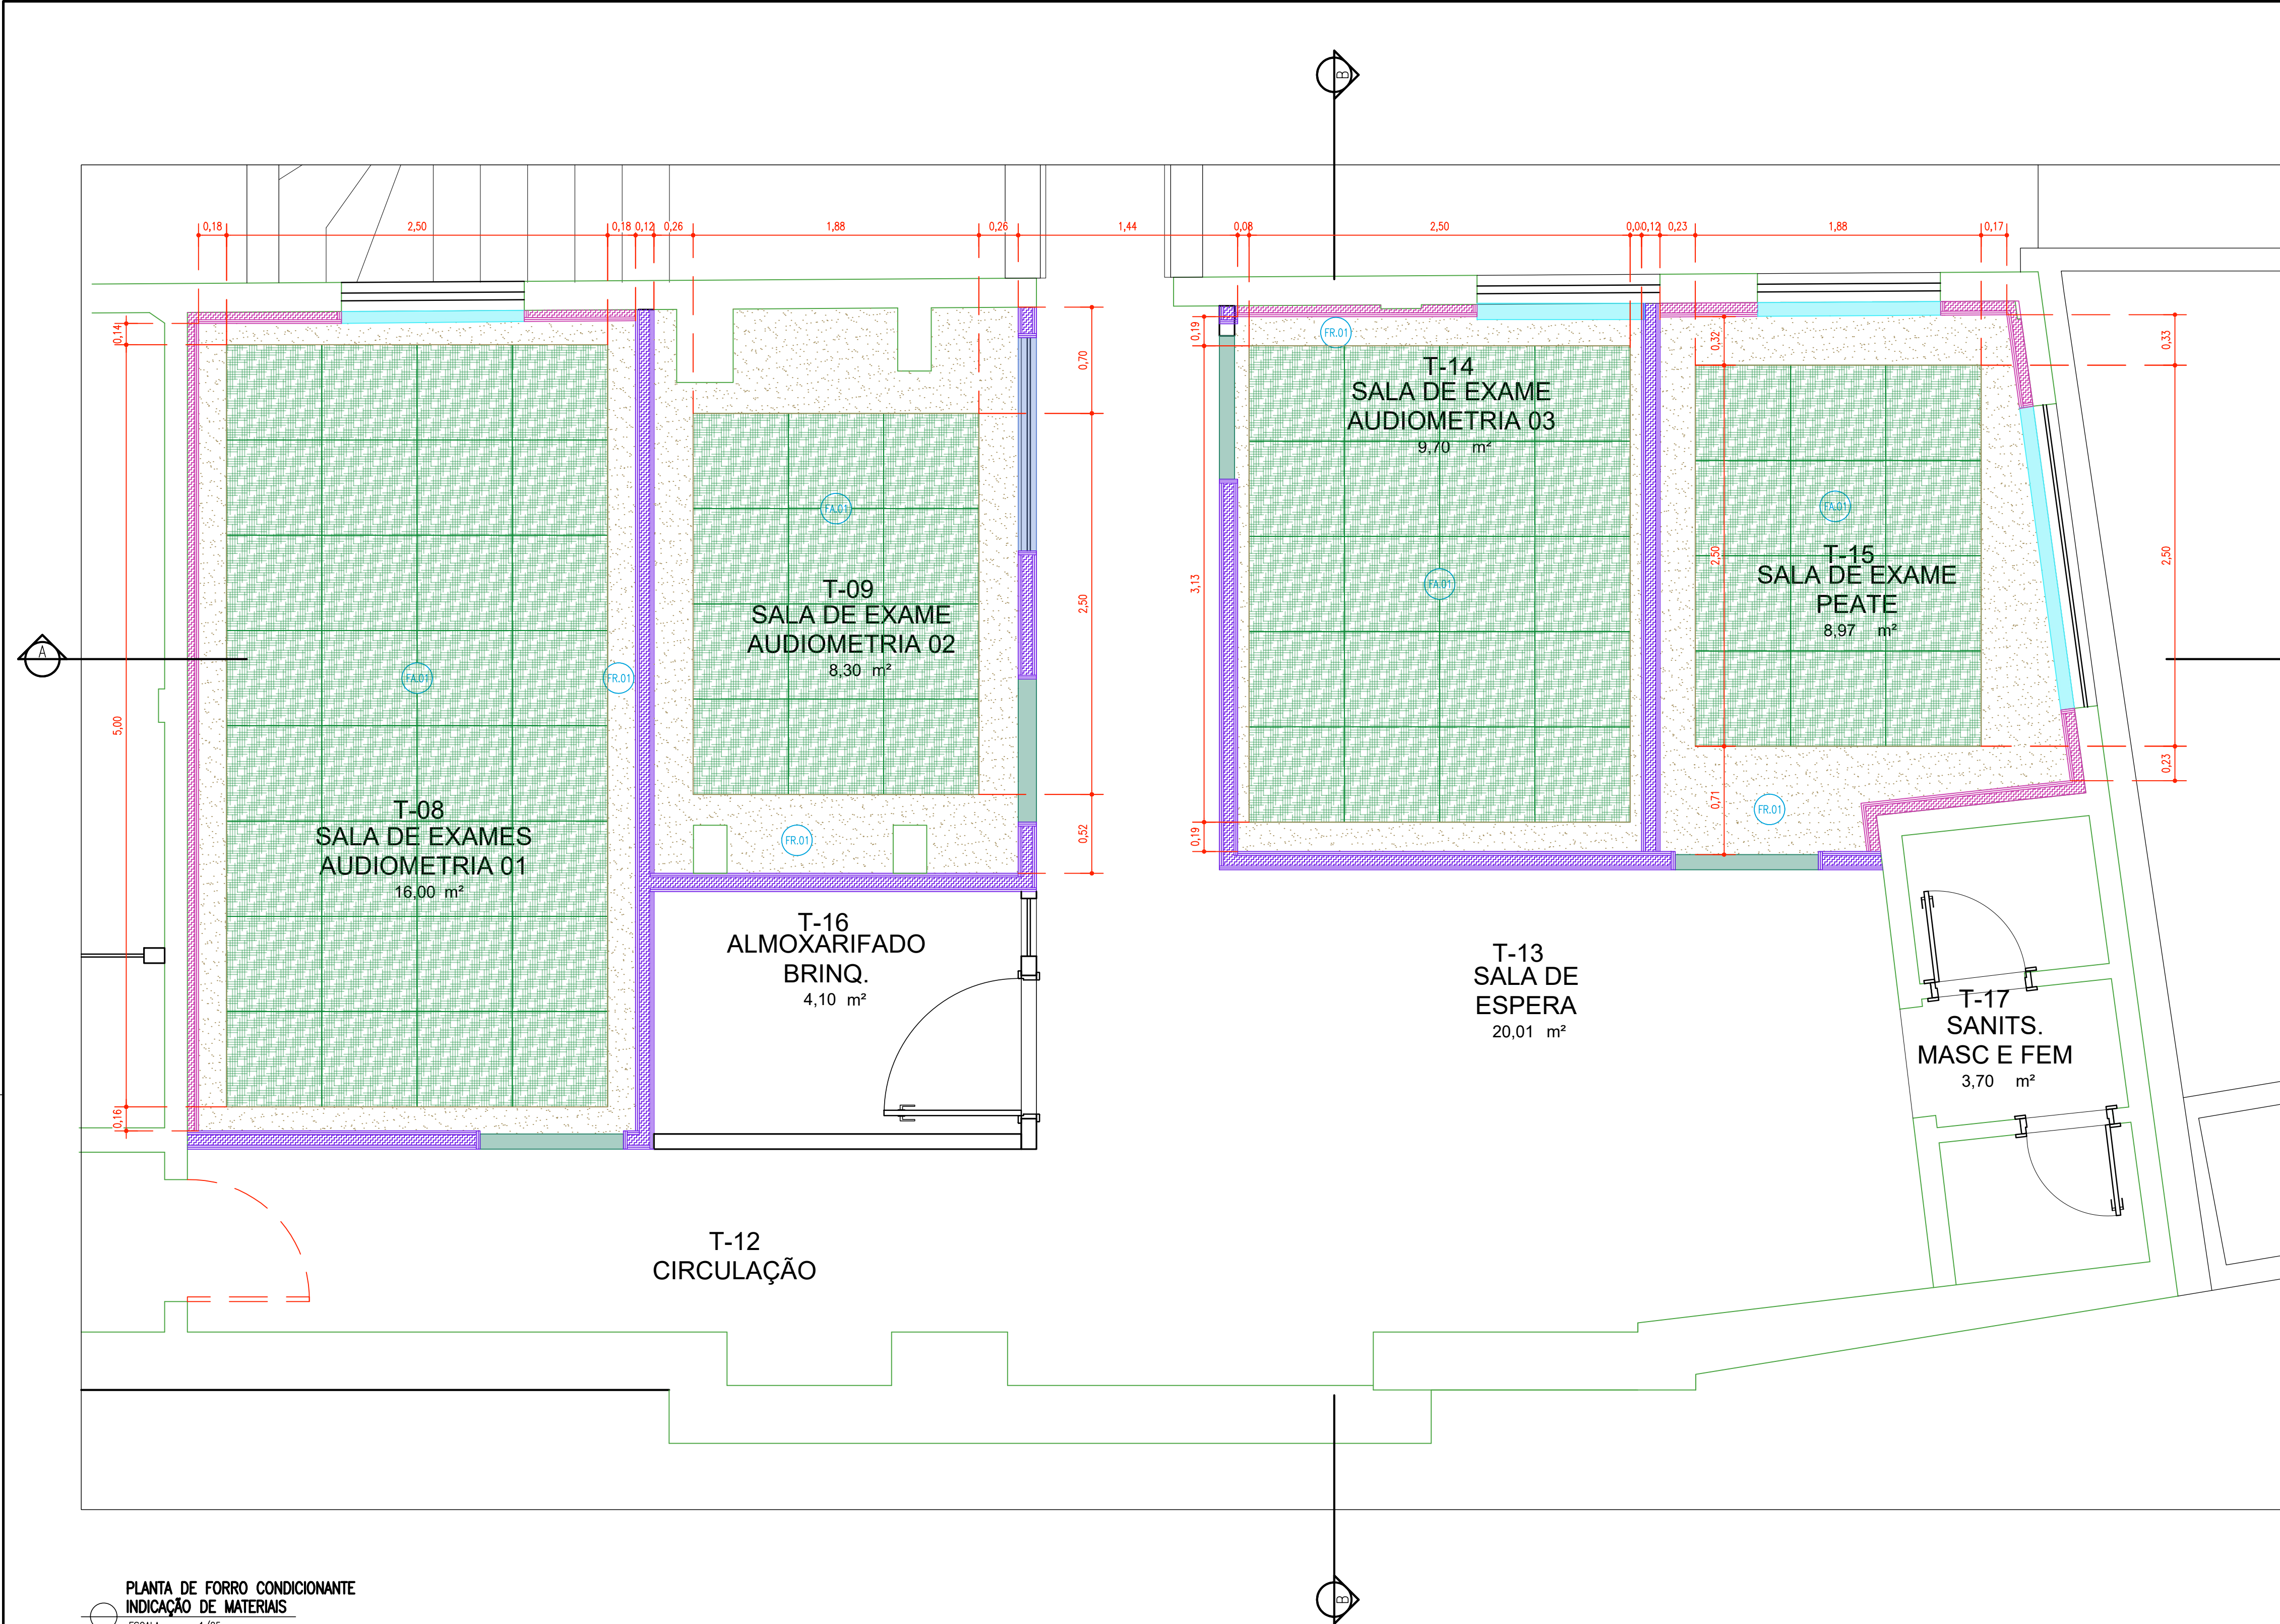 B
0,18 2,50 0,18 0,12 0,26 1,88 0,26 1,44 0,08 2,50 0,12 0,23 1,88 0,17
0,14
0,70
0,19
0,32
0,33
FR.01
T-14
SALA DE EXAME
AUDIOMETRIA 03
9,70 m²
FA.01
FA.01
T-09
SALA DE EXAME
AUDIOMETRIA 02
8,30 m²
2,50
3,13
FA.01
2,50
T-15
SALA DE EXAME
PEATE
8,97 m²
2,50
A
FA.01
FR.01
5,00
T-08
SALA DE EXAMES
AUDIOMETRIA 01
16,00 m²
FR.01
0,52
0,19
0,71
FR.01
0,23
T-16
ALMOXARIFADO
BRINQ.
4,10 m²
T-13
SALA DE
ESPERA
20,01 m²
T-17
SANITS.
MASC E FEM
3,70 m²
0,16
T-12
CIRCULAÇÃO
B
PLANTA DE FORRO CONDICIONANTE
INDICAÇÃO DE MATERIAIS